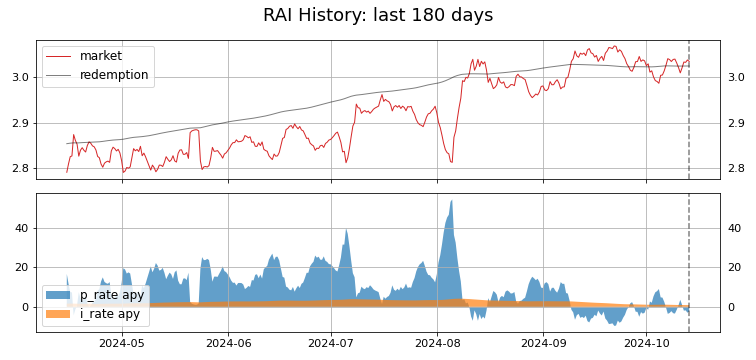 RAI History: last 180 days
market
redemption
3.0 3.0
2.9 2.9
2.8 2.8
40 40
20 20
0 0
p_rate apy
i_rate apy
2024-05 2024-06 2024-07 2024-08 2024-09 2024-10